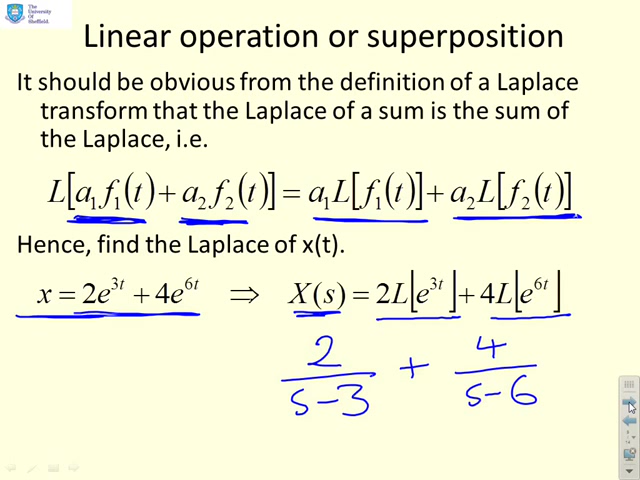 The University Of Sheffield.
Linear operation or superposition
It should be obvious from the definition of a Laplace
transform that the Laplace of a sum is the sum of
the Laplace, i.e.
L[a₁f₁(t) + a₂f₂(t)] = a₁L[f₁(t)] + a₂L[f₂(t)]
Hence, find the Laplace of x(t).
x = 2e^{3t} + 4e^{6t} ⇒ X(s) = 2L[e^{3t}] + 4L[e^{6t}]
2/(s-3) + 4/(s-6)